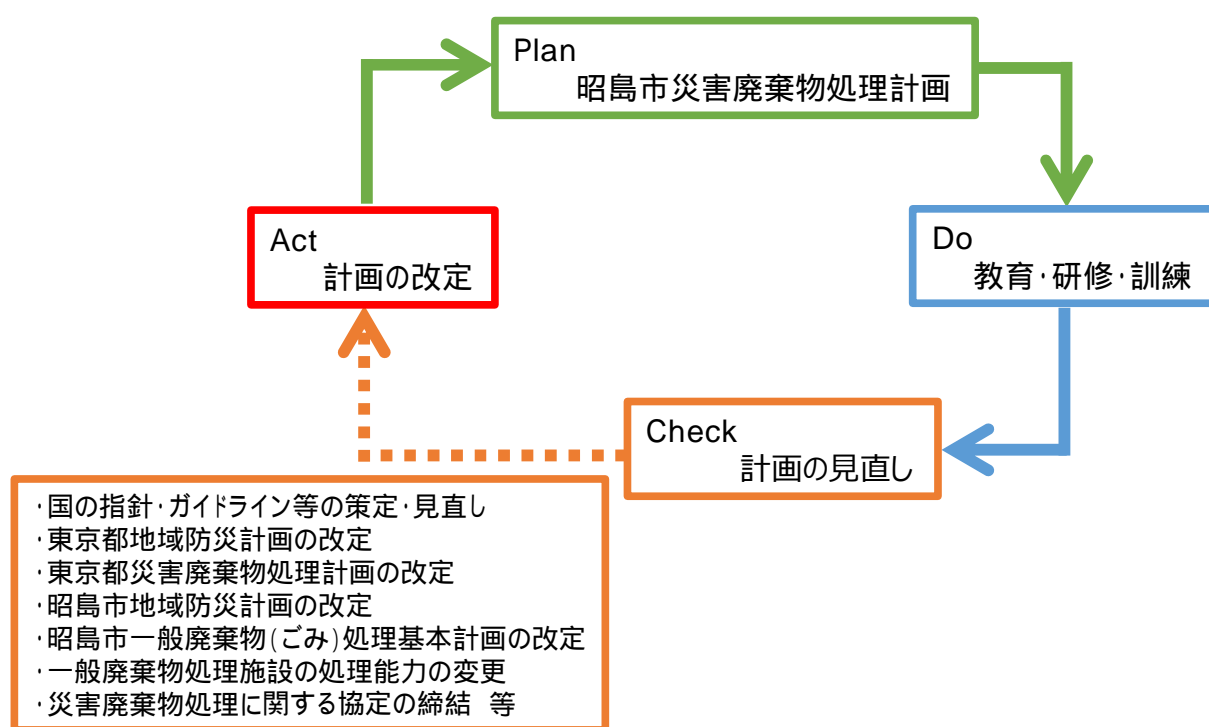 Plan
昭島市災害廃棄物処理計画
Act
計画の改定
Do
教育・研修・訓練
Check
計画の見直し
・国の指針・ガイドライン等の策定・見直し
・東京都地域防災計画の改定
・東京都災害廃棄物処理計画の改定
・昭島市地域防災計画の改定
・昭島市一般廃棄物(ごみ)処理基本計画の改定
・一般廃棄物処理施設の処理能力の変更
・災害廃棄物処理に関する協定の締結 等